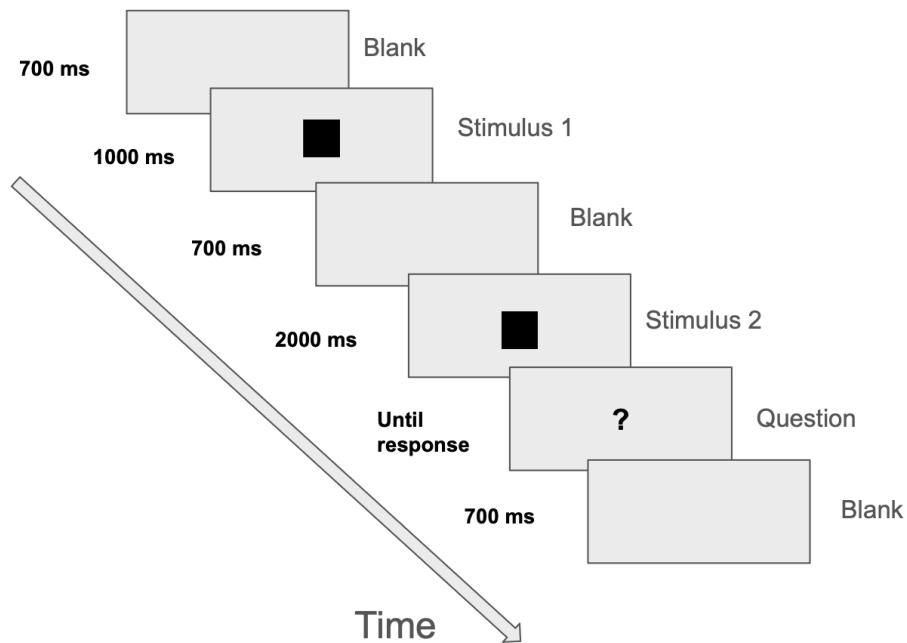 Blank
700 ms
Stimulus 1
1000 ms
Blank
700 ms
Stimulus 2
2000 ms
Until
response
?
Question
700 ms
Blank
Time